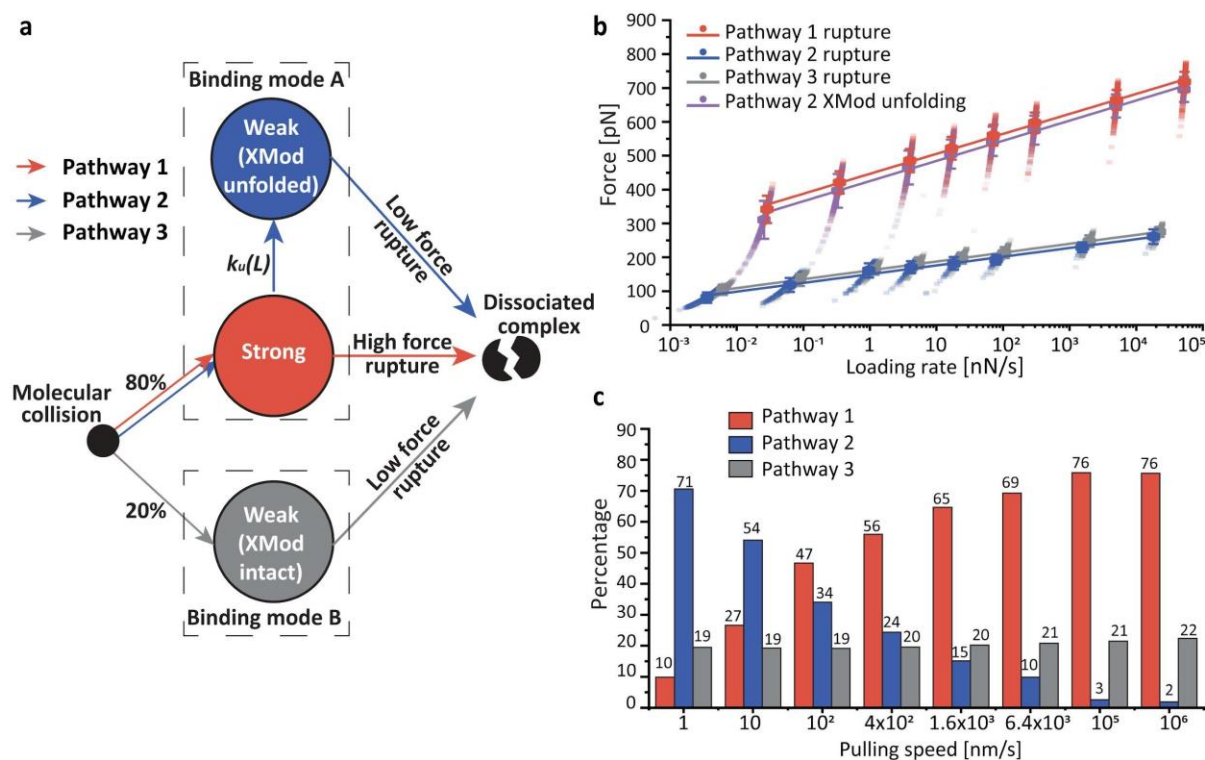 a
Binding mode A
Weak
(XMod
unfolded)
Pathway 1
Pathway 2
Pathway 3
Low force
rupture
kᵤ(L)
Dissociated
complex
Strong
High force
rupture
80%
Molecular
collision
20%
Low force
rupture
Weak
(XMod
intact)
Binding mode B
b
Pathway 1 rupture
Pathway 2 rupture
Pathway 3 rupture
Pathway 2 XMod unfolding
Force [pN]
900
800
700
600
500
400
300
200
100
0
10⁻³ 10⁻² 10⁻¹ 1 10 10² 10³ 10⁴ 10⁵
Loading rate [nN/s]
c
Pathway 1
Pathway 2
Pathway 3
Percentage
90
80
70
60
50
40
30
20
10
0
10 71 19
27 54 19
47 34 19
56 24 20
65 15 20
69 10 21
76 3 21
76 2 22
1 10 10² 4x10² 1.6x10³ 6.4x10³ 10⁵ 10⁶
Pulling speed [nm/s]